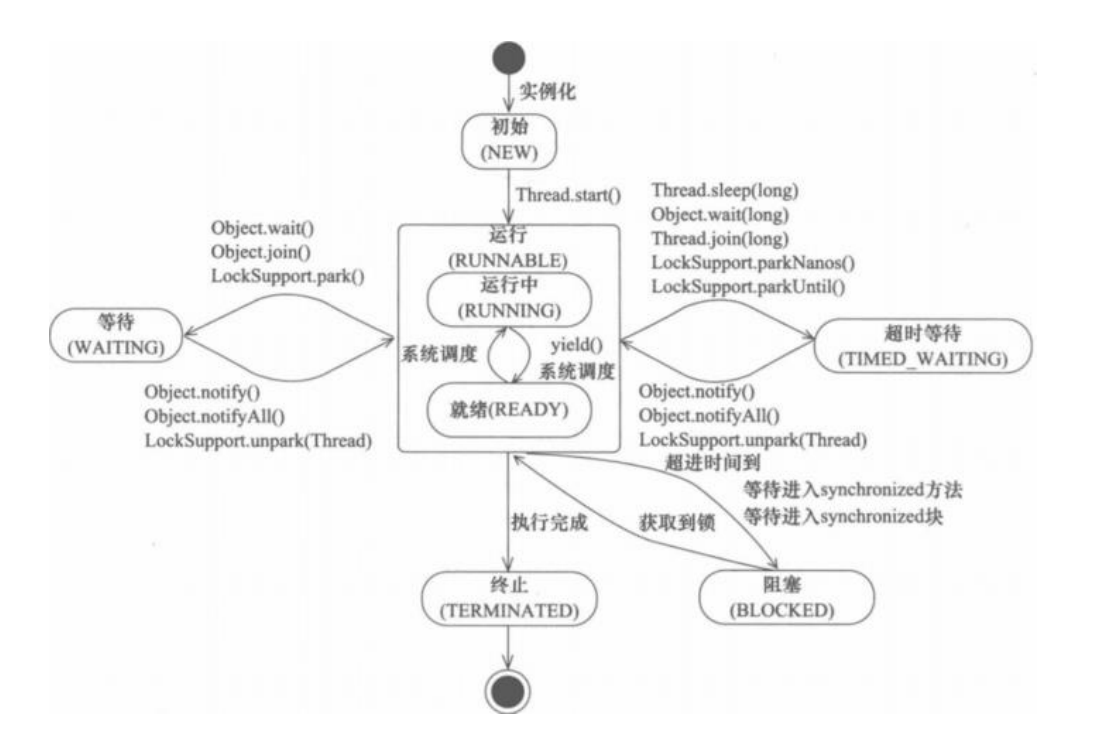 实例化
初始
(NEW)
Thread.start()
Thread.sleep(long)
Object.wait(long)
Thread.join(long)
LockSupport.parkNanos()
LockSupport.parkUntil()
Object.wait()
Object.join()
LockSupport.park()
运行
(RUNNABLE)
运行中
(RUNNING)
等待
(WAITING)
超时等待
(TIMED_WAITING)
系统调度
yield()
系统调度
就绪(READY)
Object.notify()
Object.notifyAll()
LockSupport.unpark(Thread)
Object.notify()
Object.notifyAll()
LockSupport.unpark(Thread)
超进时间到
等待进入synchronized方法
等待进入synchronized块
执行完成
获取到锁
终止
(TERMINATED)
阻塞
(BLOCKED)